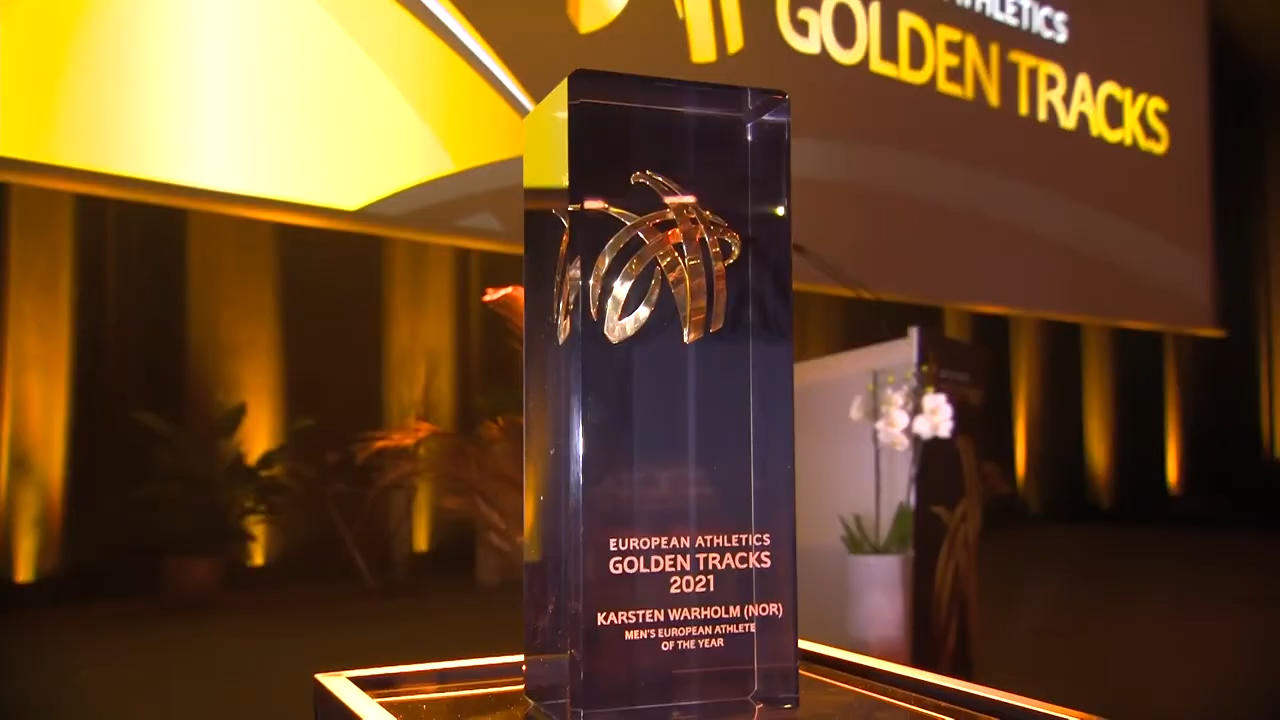 ATHLETICS
GOLDEN TRACKS
EUROPEAN ATHLETICS
GOLDEN TRACKS
2021
KARSTEN WARHOLM (NOR)
MEN'S EUROPEAN ATHLETE
OF THE YEAR